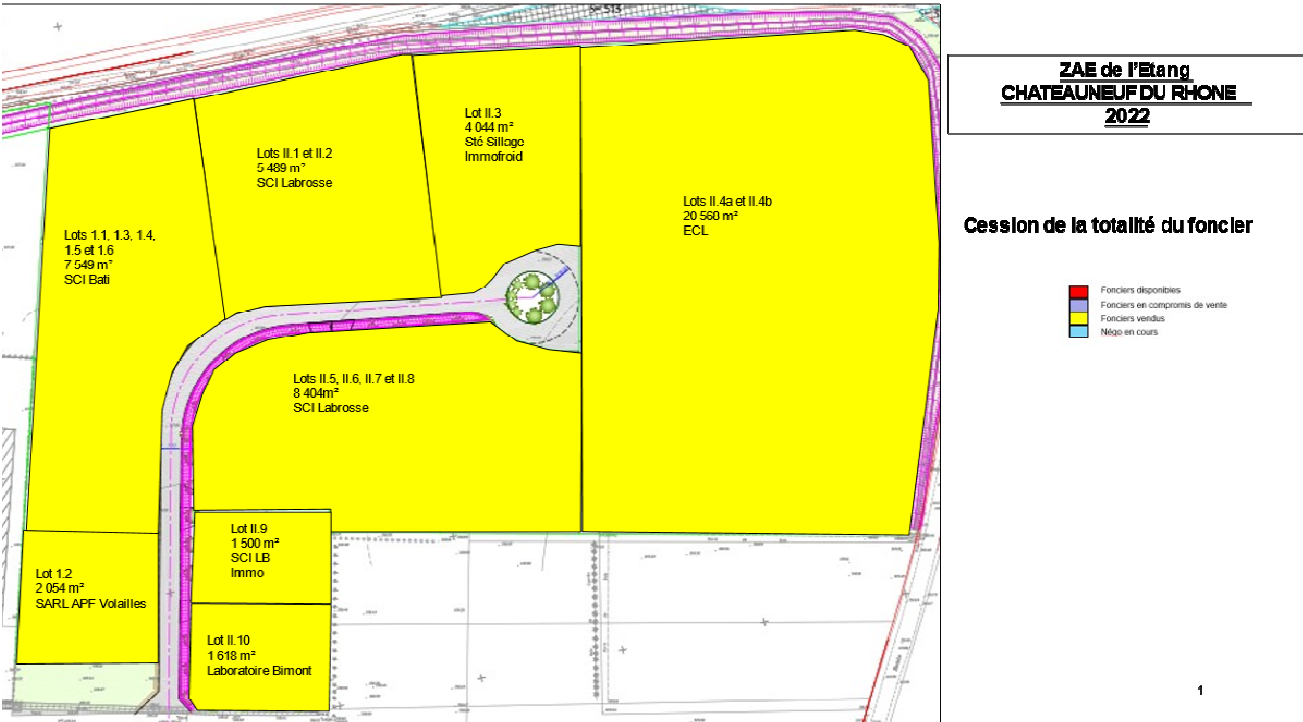 ZAE de l'Etang
CHATEAUNEUF DU RHONE
2022
Cession de la totalité du foncier
Fonciers disponibles
Fonciers en compromis de vente
Fonciers vendus
Négo en cours
Lots 1.1, 1.3, 1.4,
1.5 et 1.6
7 549 m²
SCI Bati
Lots II.1 et II.2
5 489 m²
SCI Labrosse
Lot II.3
4 044 m²
Sté Sillage
Immofroid
Lots II.4a et II.4b
20 560 m²
ECL
Lots II.5, II.6, II.7 et II.8
8 404m²
SCI Labrosse
Lot 1.2
2 054 m²
SARL APF Volailles
Lot II.9
1 500 m²
SCI LIB
Immo
Lot II.10
1 618 m²
Laboratoire Bimont
1